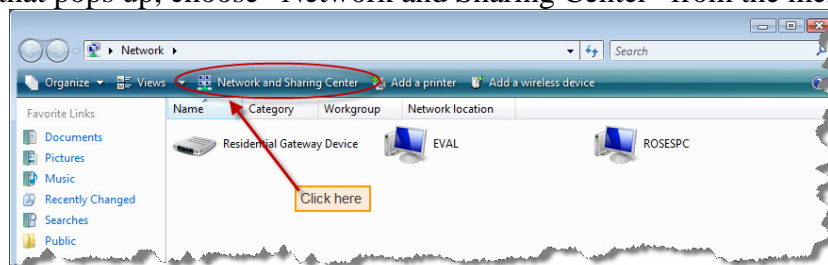 that pops up, choose "Network and Sharing Center" from the
Network
Search
Organize Views Network and Sharing Center Add a printer Add a wireless device
Favorite Links
Name Category Workgroup Network location
Documents
Pictures
Music
Recently Changed
Searches
Public
Residential Gateway Device EVAL ROSESPC
Click here